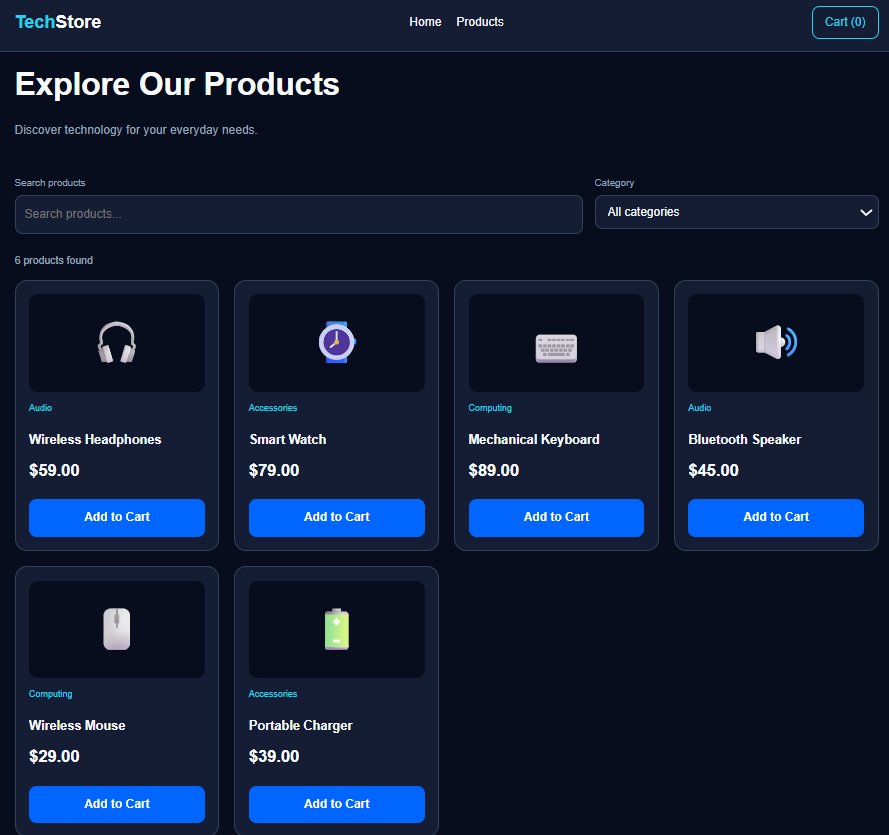 TechStore
Home Products
Cart (0)
Explore Our Products
Discover technology for your everyday needs.
Search products
Search products...
Category
All categories
6 products found
Audio
Wireless Headphones
$59.00
Add to Cart
Accessories
Smart Watch
$79.00
Add to Cart
Computing
Mechanical Keyboard
$89.00
Add to Cart
Audio
Bluetooth Speaker
$45.00
Add to Cart
Computing
Wireless Mouse
$29.00
Add to Cart
Accessories
Portable Charger
$39.00
Add to Cart